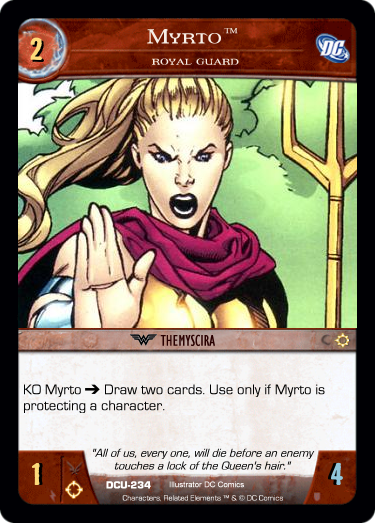 2
MYRTO™
DC
ROYAL GUARD
THEMYSCIRA
KO Myrto ➔ Draw two cards. Use only if Myrto is
protecting a character.
"All of us, every one, will die before an enemy
touches a lock of the Queen's hair."
1
4
DCU-234 Illustrator DC Comics
Characters, Related Elements ™ & © DC Comics